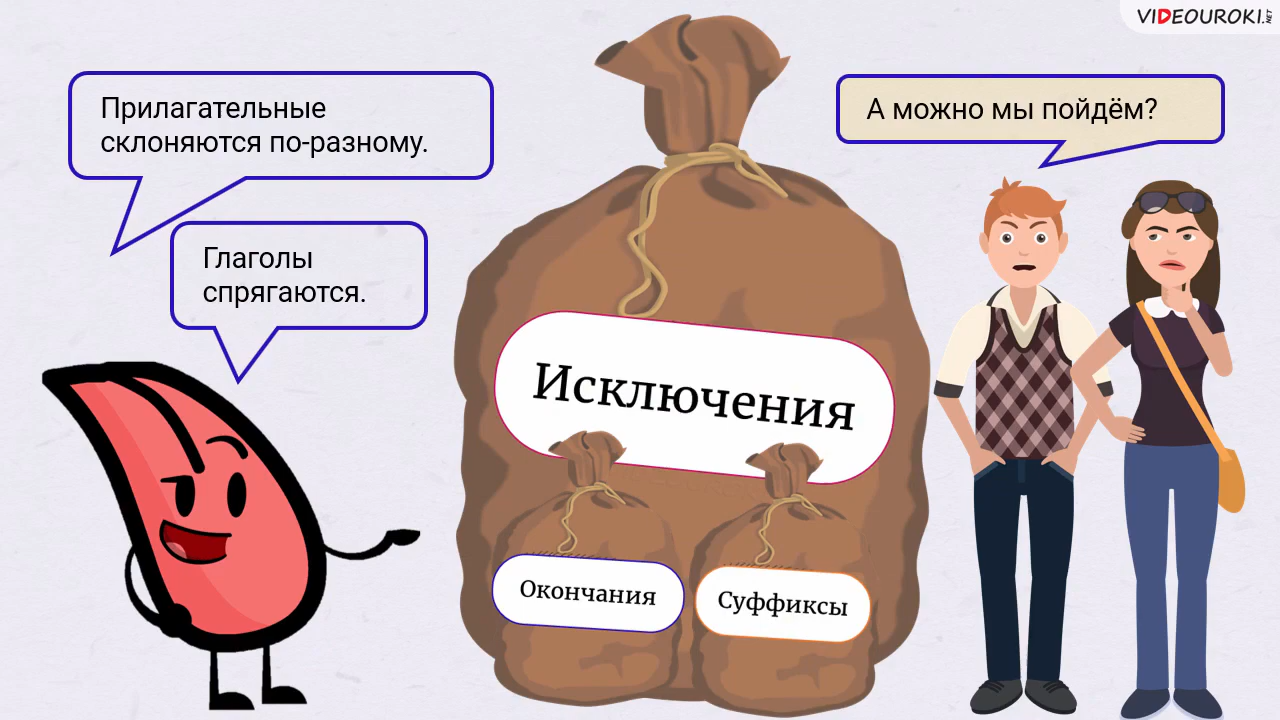 VIDEOUROKI.NET
Прилагательные
склоняются по-разному.
А можно мы пойдём?
Глаголы
спрягаются.
Исключения
Окончания
Суффиксы